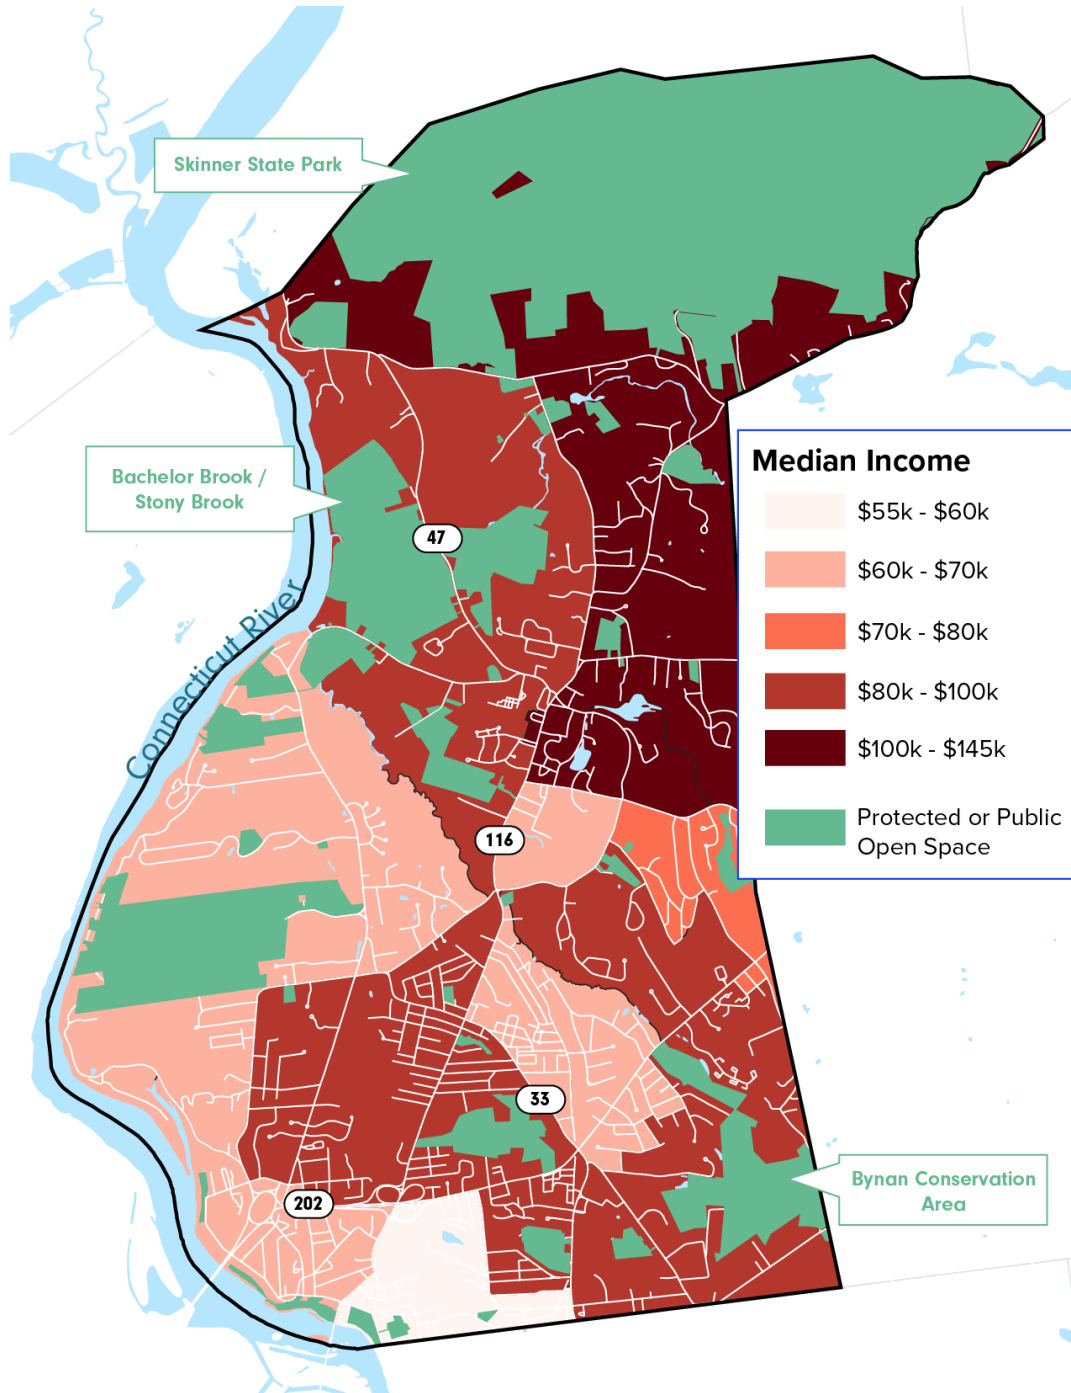 Skinner State Park
Bachelor Brook /
Stony Brook
47
Connecticut River
Median Income
$55k - $60k
$60k - $70k
$70k - $80k
$80k - $100k
$100k - $145k
Protected or Public
Open Space
116
33
Bynan Conservation
Area
202